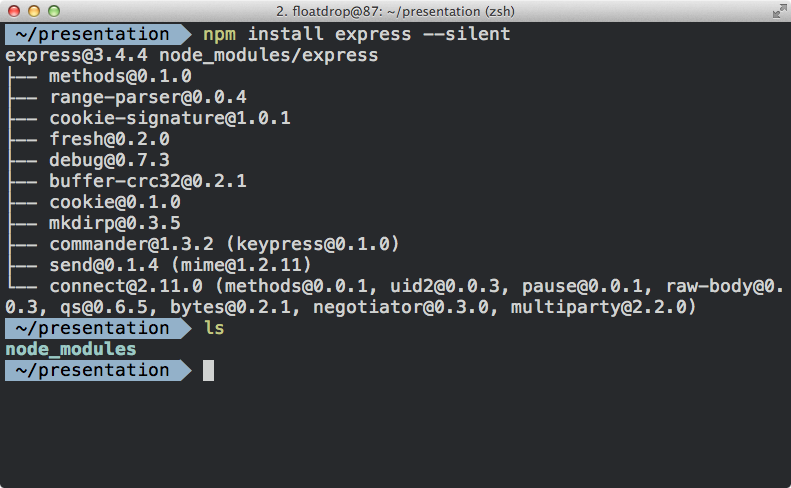 2. floatdrop@87: ~/presentation (zsh)
~/presentation npm install express --silent
express@3.4.4 node_modules/express
├── methods@0.1.0
├── range-parser@0.0.4
├── cookie-signature@1.0.1
├── fresh@0.2.0
├── debug@0.7.3
├── buffer-crc32@0.2.1
├── cookie@0.1.0
├── mkdirp@0.3.5
├── commander@1.3.2 (keypress@0.1.0)
├── send@0.1.4 (mime@1.2.11)
└── connect@2.11.0 (methods@0.0.1, uid2@0.0.3, pause@0.0.1, raw-body@0.
0.3, qs@0.6.5, bytes@0.2.1, negotiator@0.3.0, multiparty@2.2.0)
~/presentation ls
node_modules
~/presentation